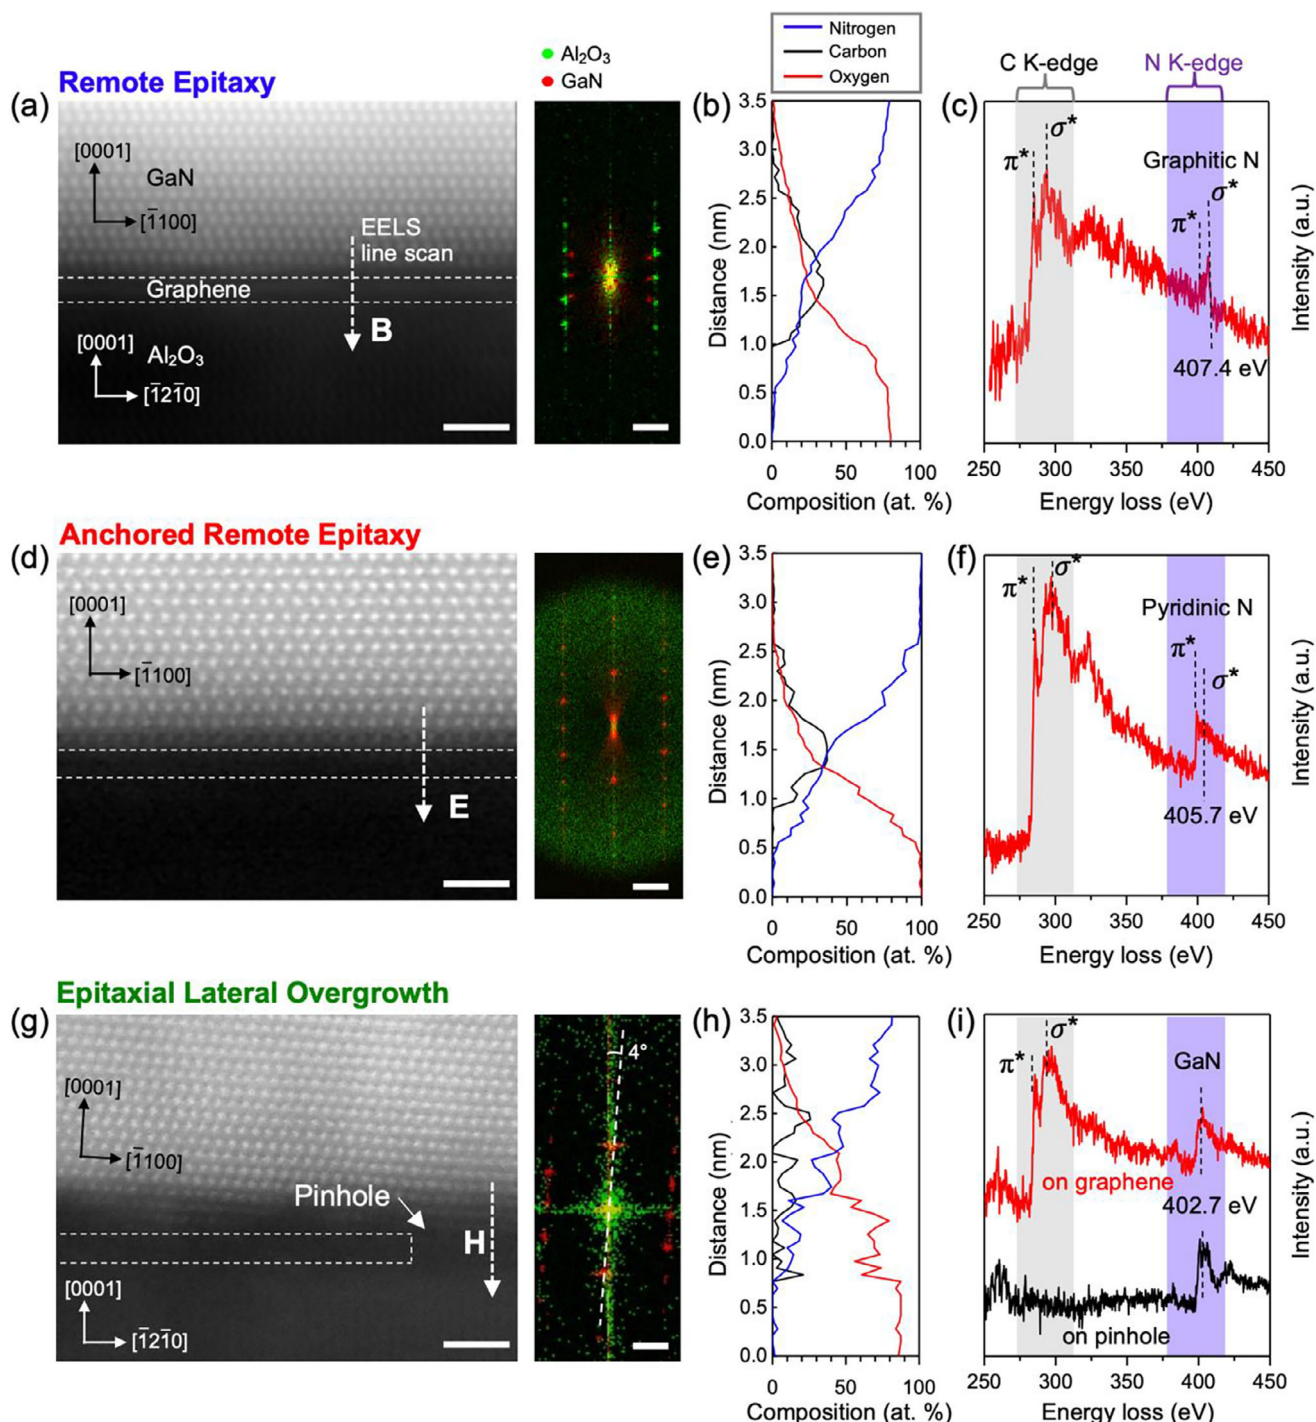 Nitrogen
Carbon
Oxygen
Al₂O₃
GaN
C K-edge
N K-edge
Remote Epitaxy
(a)
[0001]
GaN
[1̄100]
EELS
line scan
Graphene
B
[0001]
Al₂O₃
[1̄21̄0]
(b)
3.5
3.0
2.5
2.0
1.5
1.0
0.5
0.0
Distance (nm)
0 50 100
Composition (at. %)
(c)
π*
σ*
Graphitic N
π*
σ*
407.4 eV
Intensity (a.u.)
250 300 350 400 450
Energy loss (eV)
Anchored Remote Epitaxy
(d)
[0001]
[1̄100]
E
(e)
3.5
3.0
2.5
2.0
1.5
1.0
0.5
0.0
Distance (nm)
0 50 100
Composition (at. %)
(f)
π*
σ*
Pyridinic N
π*
σ*
405.7 eV
Intensity (a.u.)
250 300 350 400 450
Energy loss (eV)
Epitaxial Lateral Overgrowth
(g)
[0001]
[1̄100]
Pinhole
H
[0001]
[1̄21̄0]
4°
(h)
3.5
3.0
2.5
2.0
1.5
1.0
0.5
0.0
Distance (nm)
0 50 100
Composition (at. %)
(i)
π*
σ*
GaN
on graphene
402.7 eV
on pinhole
Intensity (a.u.)
250 300 350 400 450
Energy loss (eV)